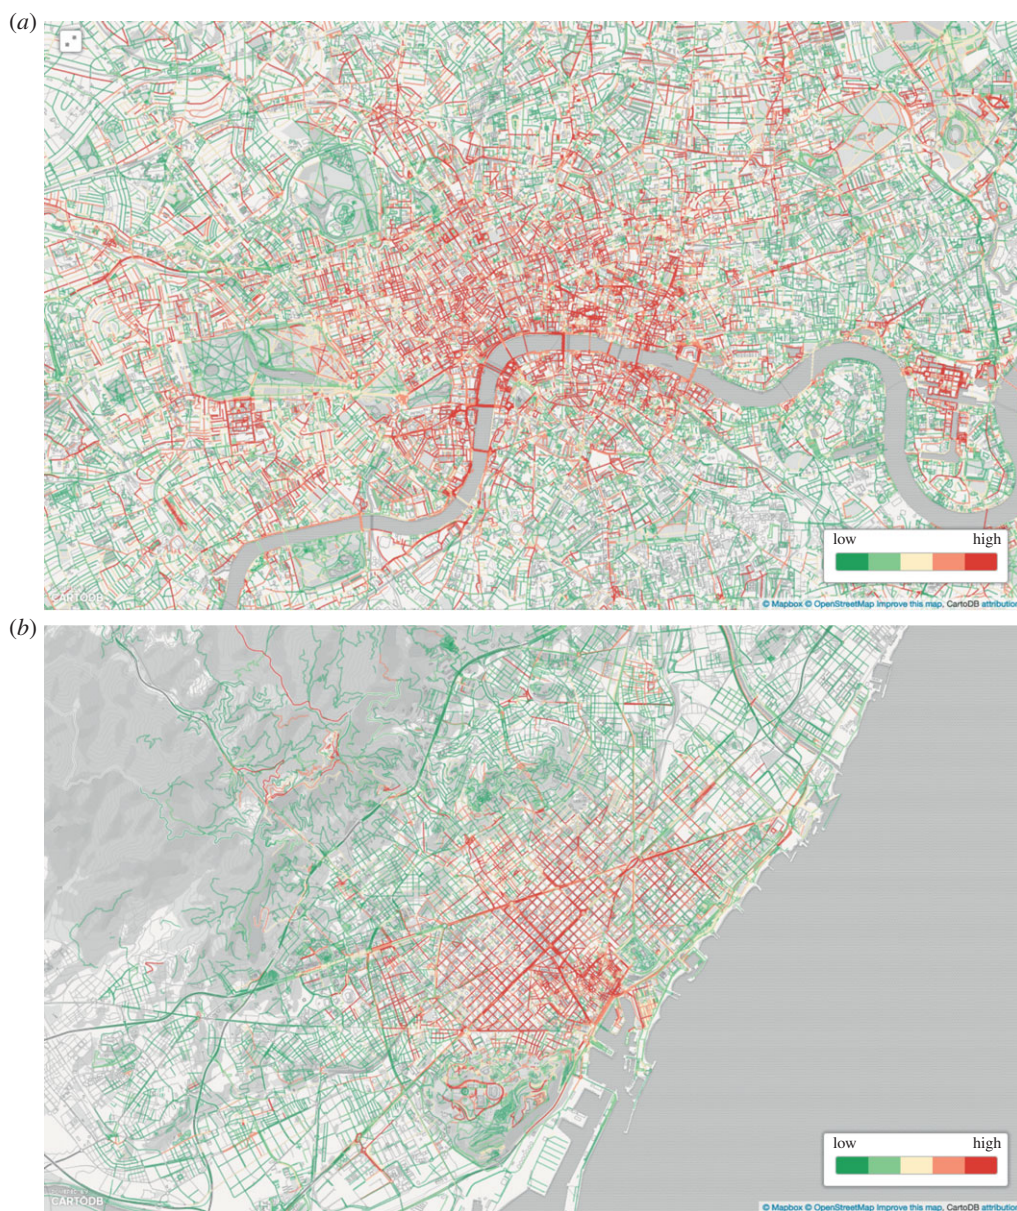 (a)
low high
CARTODB
© Mapbox © OpenStreetMap Improve this map, CartoDB attribution
(b)
low high
CARTODB
© Mapbox © OpenStreetMap Improve this map, CartoDB attribution